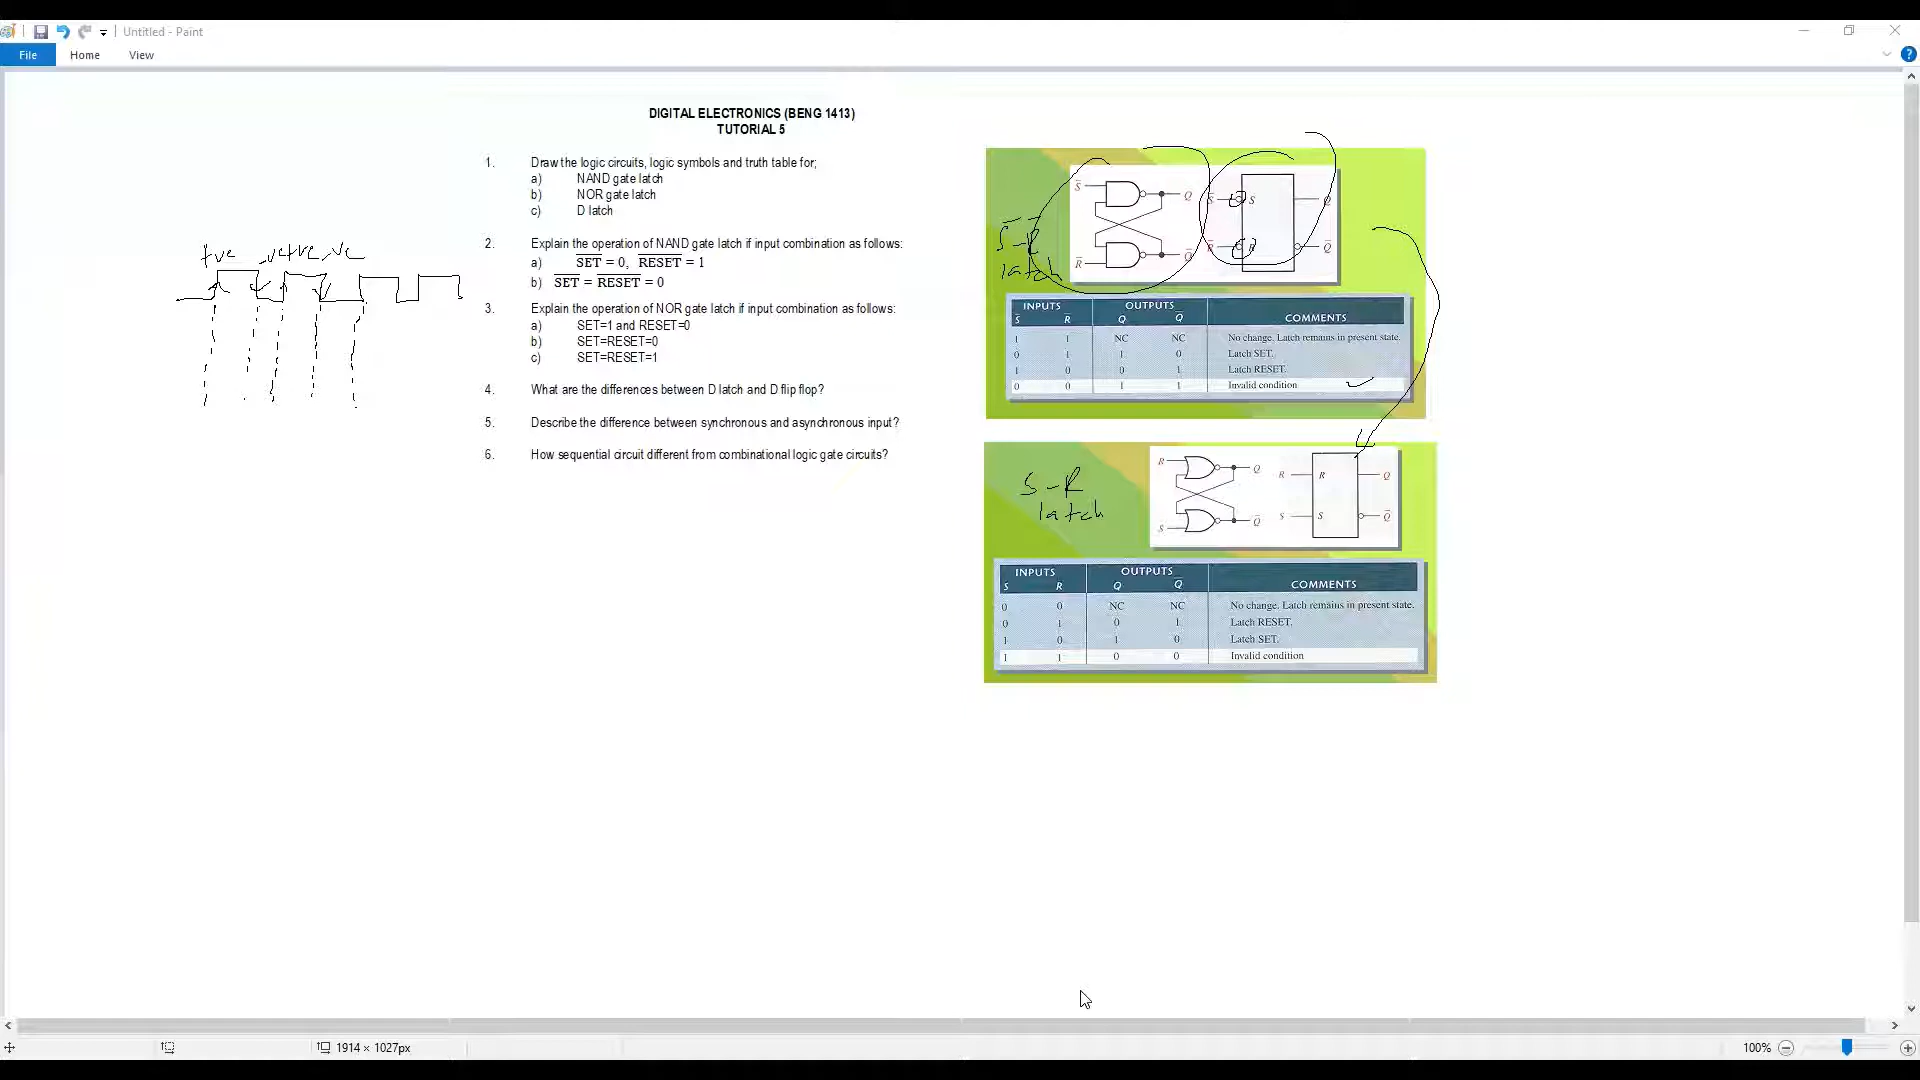 Untitled - Paint
File Home View
DIGITAL ELECTRONICS (BENG 1413)
TUTORIAL 5
1. Draw the logic circuits, logic symbols and truth table for;
a) NAND gate latch
b) NOR gate latch
c) D latch
2. Explain the operation of NAND gate latch if input combination as follows:
a) S̅E̅T̅ = 0, R̅E̅S̅E̅T̅ = 1
b) S̅E̅T̅ = R̅E̅S̅E̅T̅ = 0
3. Explain the operation of NOR gate latch if input combination as follows:
a) SET=1 and RESET=0
b) SET=RESET=0
c) SET=RESET=1
4. What are the differences between D latch and D flip flop?
5. Describe the difference between synchronous and asynchronous input?
6. How sequential circuit different from combinational logic gate circuits?
+ve -ve +ve -ve
S̅ - R̅
latch
S̅ Q S̅ S Q
R̅ Q̅ R̅ R Q̅
INPUTS OUTPUTS
S̅ R̅ Q Q̅ COMMENTS
1 1 NC NC No change. Latch remains in present state.
0 1 1 0 Latch SET.
1 0 0 1 Latch RESET.
0 0 1 1 Invalid condition
S - R
latch
R Q R R Q
S Q̅ S S Q̅
INPUTS OUTPUTS
S R Q Q̅ COMMENTS
0 0 NC NC No change. Latch remains in present state.
0 1 0 1 Latch RESET.
1 0 1 0 Latch SET.
1 1 0 0 Invalid condition
1914 × 1027px
100%